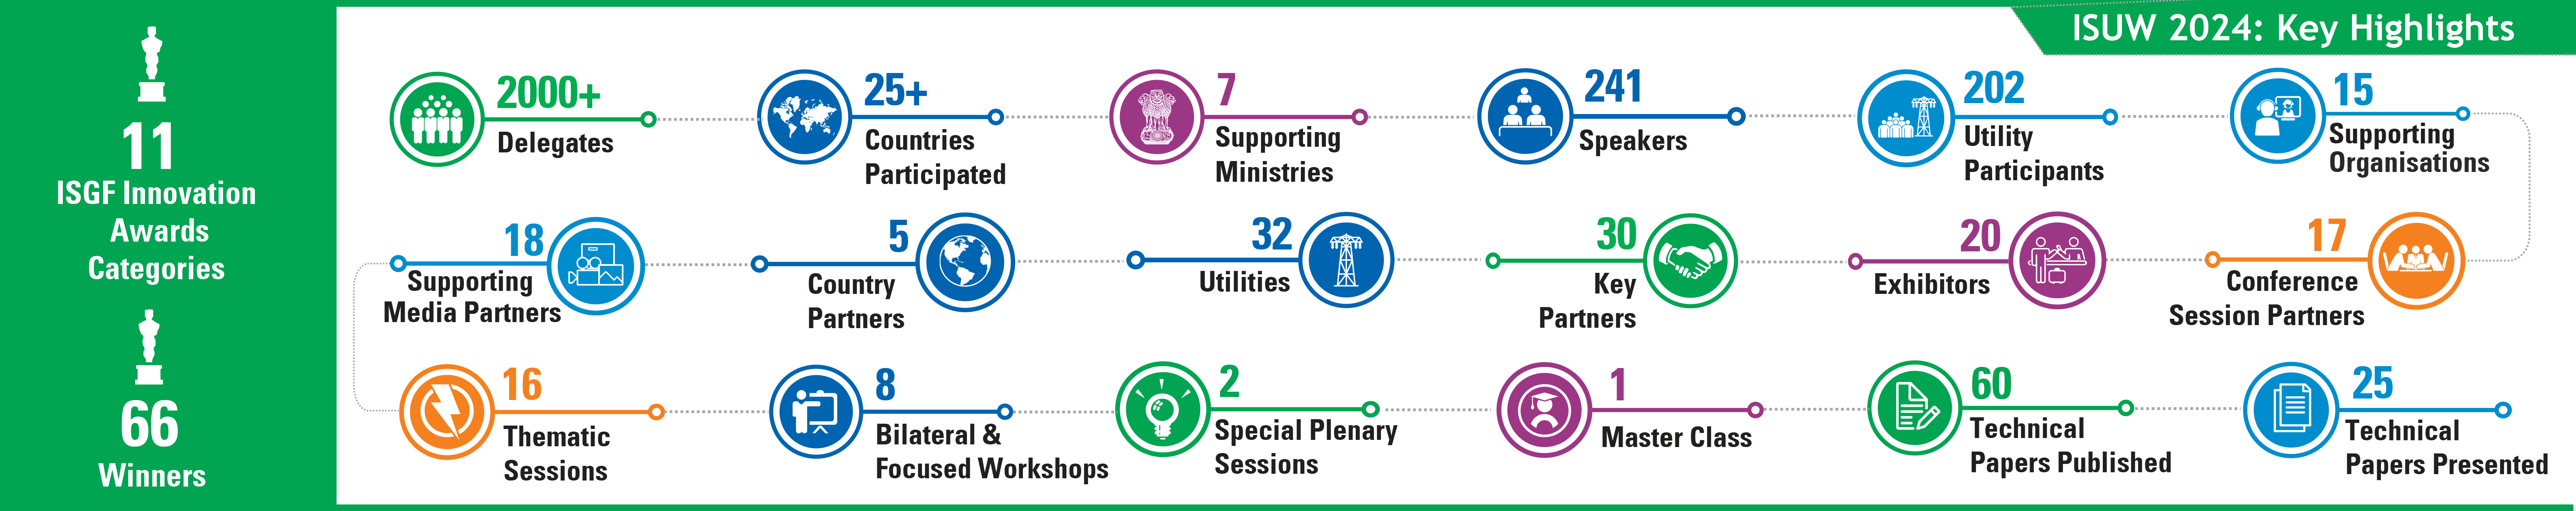 ISUW 2024: Key Highlights
11
ISGF Innovation
Awards
Categories
66
Winners
2000+
Delegates
25+
Countries
Participated
7
Supporting
Ministries
241
Speakers
202
Utility
Participants
15
Supporting
Organisations
18
Supporting
Media Partners
5
Country
Partners
32
Utilities
30
Key
Partners
20
Exhibitors
17
Conference
Session Partners
16
Thematic
Sessions
8
Bilateral &
Focused Workshops
2
Special Plenary
Sessions
1
Master Class
60
Technical
Papers Published
25
Technical
Papers Presented